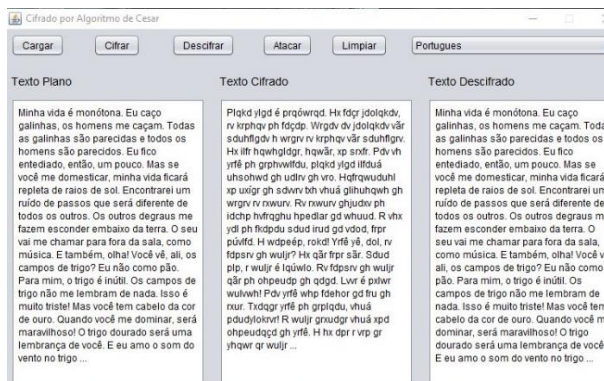 Cifrado por Algoritmo de Cesar
Cargar Cifrar Descifrar Atacar Limpiar Portugues
Texto Plano
Minha vida é monótona. Eu caço
galinhas, os homens me caçam. Todas
as galinhas são parecidas e todos os
homens são parecidos. Eu fico
entediado, então, um pouco. Mas se
você me domesticar, minha vida ficará
repleta de raios de sol. Encontrarei um
ruído de passos que será diferente de
todos os outros. Os outros degraus me
fazem esconder embaixo da terra. O seu
vai me chamar para fora da sala, como
música. E também, olha! Você vê, ali, os
campos de trigo? Eu não como pão.
Para mim, o trigo é inútil. Os campos de
trigo não me lembram de nada. Isso é
muito triste! Mas você tem cabelo da cor
de ouro. Quando você me dominar, será
maravilhoso! O trigo dourado será uma
lembrança de você. E eu amo o som do
vento no trigo ...
Texto Cifrado
Plqkd ylgd é prqówrqd. Hx fdçr jdolqkdv,
rv krphqv ph fdçdp. Wrgdv dv jdolqkdv vãr
sduhflgdv h wrgrv rv krphqv vãr sduhflgrv.
Hx ilfr hqwhgldgr, hqwãr, xp srxfr. Pdv vh
yrfê ph grphvwlfdu, plqkd ylgd ilfduá
uhsohwd gh udlrv gh vro. Hqfrqwuduhl
xp uxígr gh sdvvrv txh vhuá glihuhqwh gh
wrgrv rv rxwurv. Rv rxwurv ghjudxv ph
idchp hvfrqghu hpedlar gd whuud. R vhx
ydl ph fkdpdu sdud irud gd vdod, frpr
púvlfd. H wdpeép, rokd! Yrfê yê, dol, rv
fdpsrv gh wuljr? Hx qãr frpr sãr. Sdud
plp, r wuljr é lqúwlo. Rv fdpsrv gh wuljr
qãr ph ohpeudp gh qdgd. Lvvr é pxlwr
wulvwh! Pdv yrfê whp fdehor gd fru gh
rxur. Txdqgr yrfê ph grplqdu, vhuá
pdudylokrvr! R wuljr grxudgr vhuá xpd
ohpeudqçd gh yrfê. H hx dpr r vrp gr
yhqwr qr wuljr ...
Texto Descifrado
Minha vida é monótona. Eu caço
galinhas, os homens me caçam. Toda
as galinhas são parecidas e todos os
homens são parecidos. Eu fico
entediado, então, um pouco. Mas se
você me domesticar, minha vida ficará
repleta de raios de sol. Encontrarei um
ruído de passos que será diferente de
todos os outros. Os outros degraus m
fazem esconder embaixo da terra. O
seu vai me chamar para fora da sala,
como música. E também, olha! Você v
ali, os campos de trigo? Eu não como
pão. Para mim, o trigo é inútil. Os
campos de trigo não me lembram de
nada. Isso é muito triste! Mas você tem
cabelo da cor de ouro. Quando você m
dominar, será maravilhoso! O trigo
dourado será uma lembrança de você
E eu amo o som do vento no trigo ...